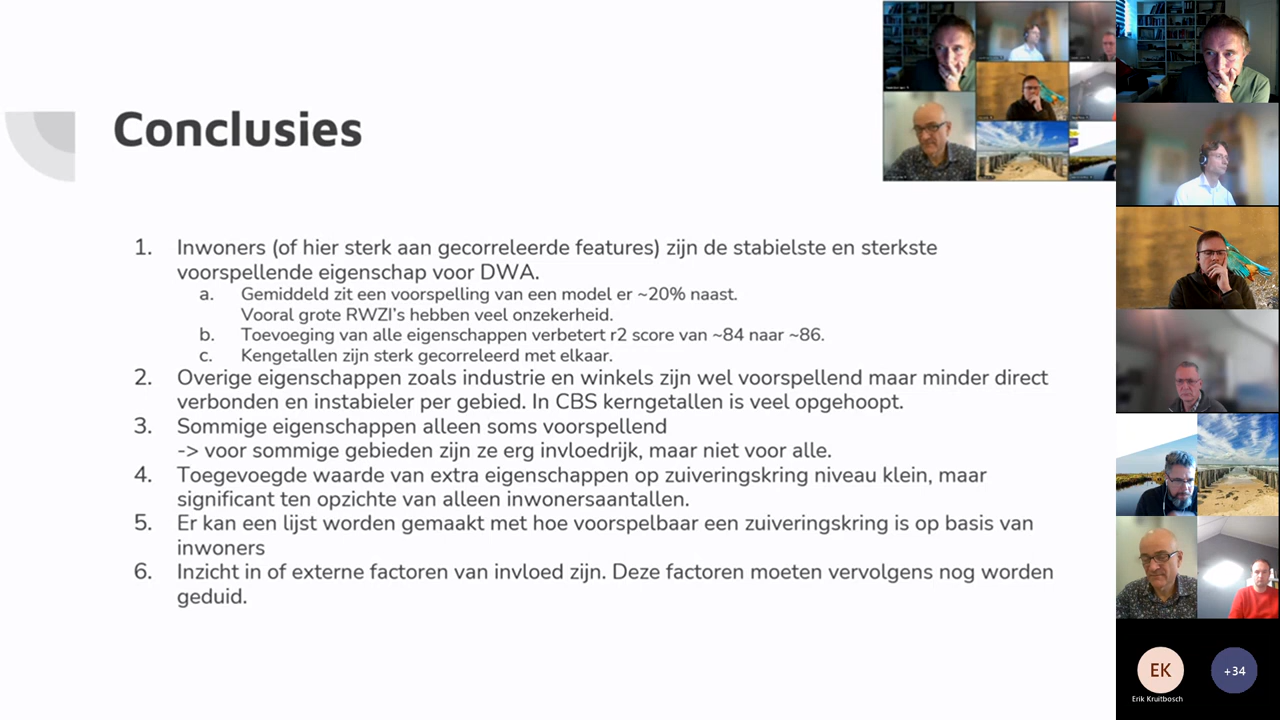 Conclusies
1. Inwoners (of hier sterk aan gecorreleerde features) zijn de stabielste en sterkste
voorspellende eigenschap voor DWA.
a. Gemiddeld zit een voorspelling van een model er ~20% naast.
Vooral grote RWZI's hebben veel onzekerheid.
b. Toevoeging van alle eigenschappen verbetert r2 score van ~84 naar ~86.
c. Kengetallen zijn sterk gecorreleerd met elkaar.
2. Overige eigenschappen zoals industrie en winkels zijn wel voorspellend maar minder direct
verbonden en instabieler per gebied. In CBS kerngetallen is veel opgehoopt.
3. Sommige eigenschappen alleen soms voorspellend
-> voor sommige gebieden zijn ze erg invloedrijk, maar niet voor alle.
4. Toegevoegde waarde van extra eigenschappen op zuiveringskring niveau klein, maar
significant ten opzichte van alleen inwonersaantallen.
5. Er kan een lijst worden gemaakt met hoe voorspelbaar een zuiveringskring is op basis van
inwoners
6. Inzicht in of externe factoren van invloed zijn. Deze factoren moeten vervolgens nog worden
geduid.
EK
+34
Erik Kruitbosch